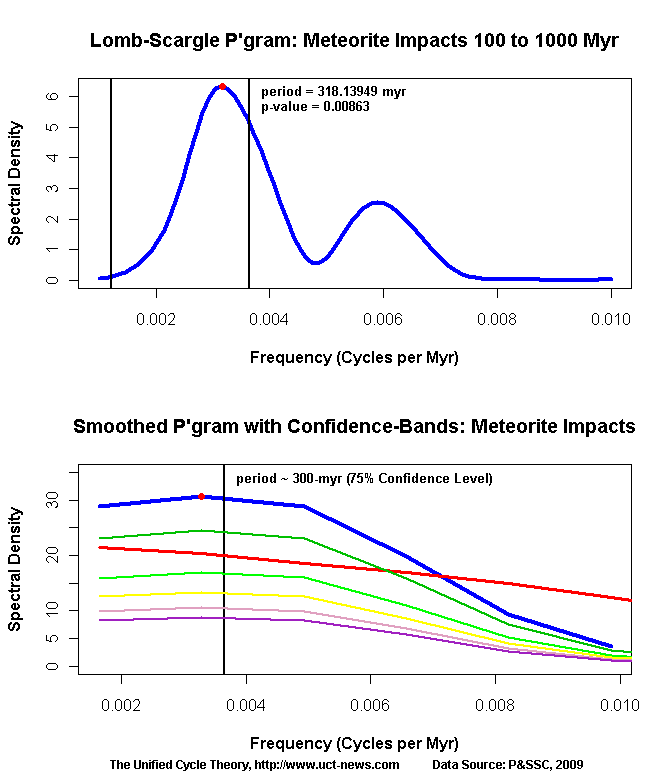 Lomb-Scargle P'gram: Meteorite Impacts 100 to 1000 Myr
period = 318.13949 myr
p-value = 0.00863
Spectral Density
6
5
4
3
2
1
0
0.002 0.004 0.006 0.008 0.010
Frequency (Cycles per Myr)
Smoothed P'gram with Confidence-Bands: Meteorite Impacts
period ~ 300-myr (75% Confidence Level)
Spectral Density
30
20
10
5
0
0.002 0.004 0.006 0.008 0.010
Frequency (Cycles per Myr)
The Unified Cycle Theory, http://www.uct-news.com Data Source: P&SSC, 2009